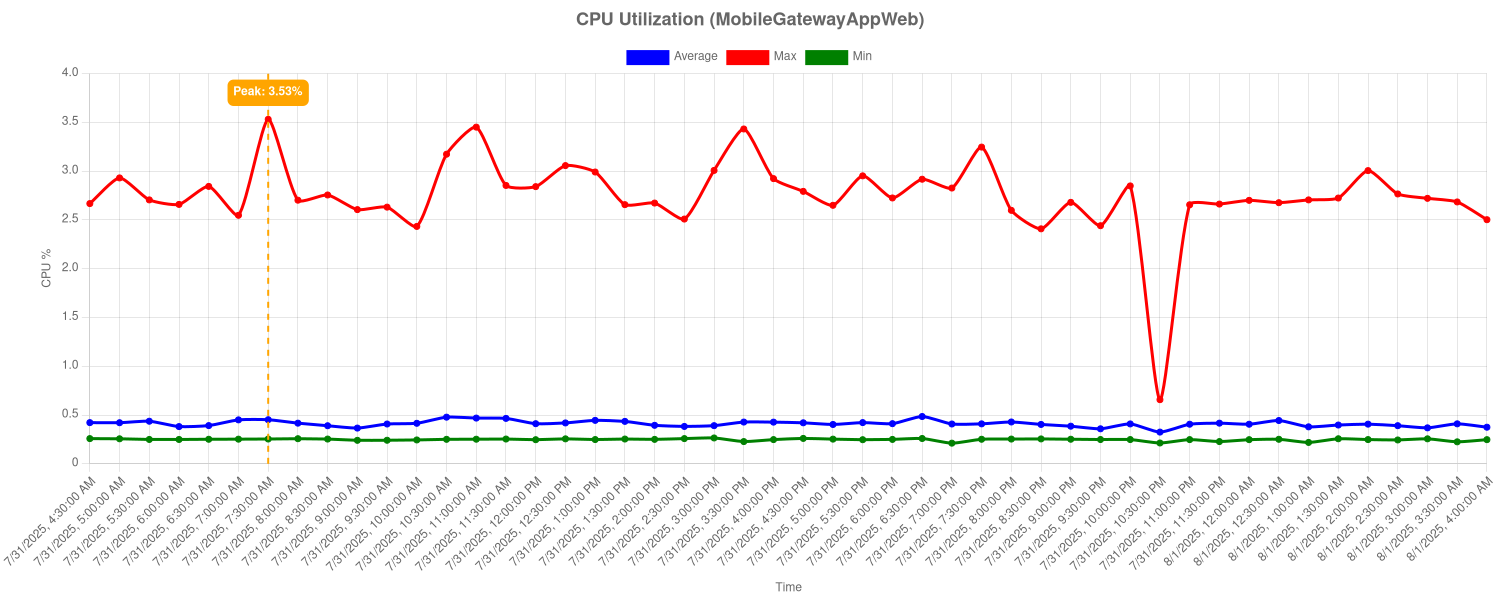 CPU Utilization (MobileGatewayAppWeb)
Average Max Min
Peak: 3.53%
4.0
3.5
3.0
2.5
2.0
1.5
1.0
0.5
0
CPU %
7/31/2025, 4:30:00 AM
7/31/2025, 5:00:00 AM
7/31/2025, 5:30:00 AM
7/31/2025, 6:00:00 AM
7/31/2025, 6:30:00 AM
7/31/2025, 7:00:00 AM
7/31/2025, 7:30:00 AM
7/31/2025, 8:00:00 AM
7/31/2025, 8:30:00 AM
7/31/2025, 9:00:00 AM
7/31/2025, 9:30:00 AM
7/31/2025, 10:00:00 AM
7/31/2025, 10:30:00 AM
7/31/2025, 11:00:00 AM
7/31/2025, 11:30:00 AM
7/31/2025, 12:00:00 PM
7/31/2025, 12:30:00 PM
7/31/2025, 1:00:00 PM
7/31/2025, 1:30:00 PM
7/31/2025, 2:00:00 PM
7/31/2025, 2:30:00 PM
7/31/2025, 3:00:00 PM
7/31/2025, 3:30:00 PM
7/31/2025, 4:00:00 PM
7/31/2025, 4:30:00 PM
7/31/2025, 5:00:00 PM
7/31/2025, 5:30:00 PM
7/31/2025, 6:00:00 PM
7/31/2025, 6:30:00 PM
7/31/2025, 7:00:00 PM
7/31/2025, 7:30:00 PM
7/31/2025, 8:00:00 PM
7/31/2025, 8:30:00 PM
7/31/2025, 9:00:00 PM
7/31/2025, 9:30:00 PM
7/31/2025, 10:00:00 PM
7/31/2025, 10:30:00 PM
7/31/2025, 11:00:00 PM
7/31/2025, 11:30:00 PM
8/1/2025, 12:00:00 AM
8/1/2025, 12:30:00 AM
8/1/2025, 1:00:00 AM
8/1/2025, 1:30:00 AM
8/1/2025, 2:00:00 AM
8/1/2025, 2:30:00 AM
8/1/2025, 3:00:00 AM
8/1/2025, 3:30:00 AM
8/1/2025, 4:00:00 AM
Time